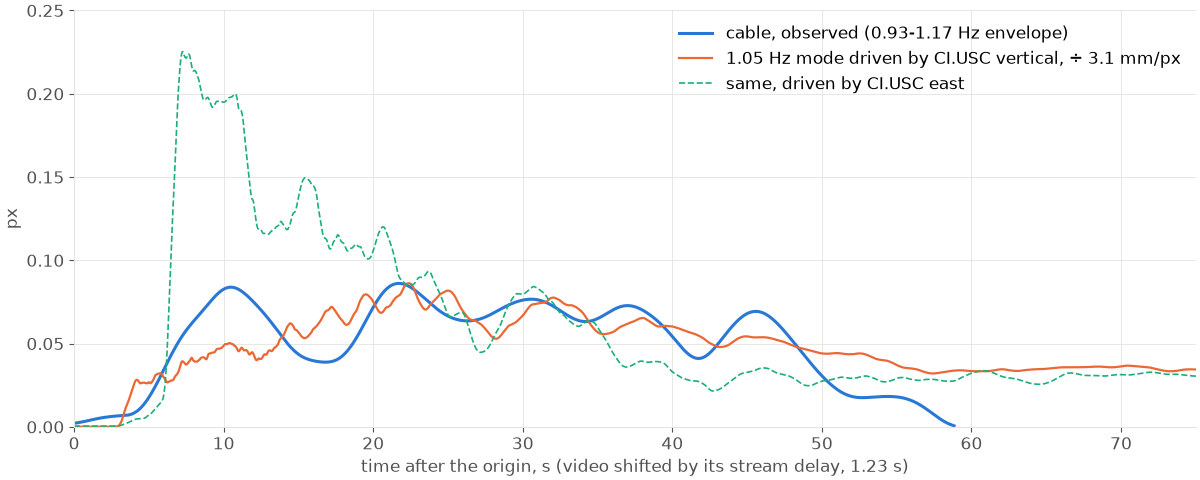 0.25
0.20
0.15
0.10
0.05
0.00
px
cable, observed (0.93-1.17 Hz envelope)
1.05 Hz mode driven by CI.USC vertical, ÷ 3.1 mm/px
same, driven by CI.USC east
0 10 20 30 40 50 60 70
time after the origin, s (video shifted by its stream delay, 1.23 s)